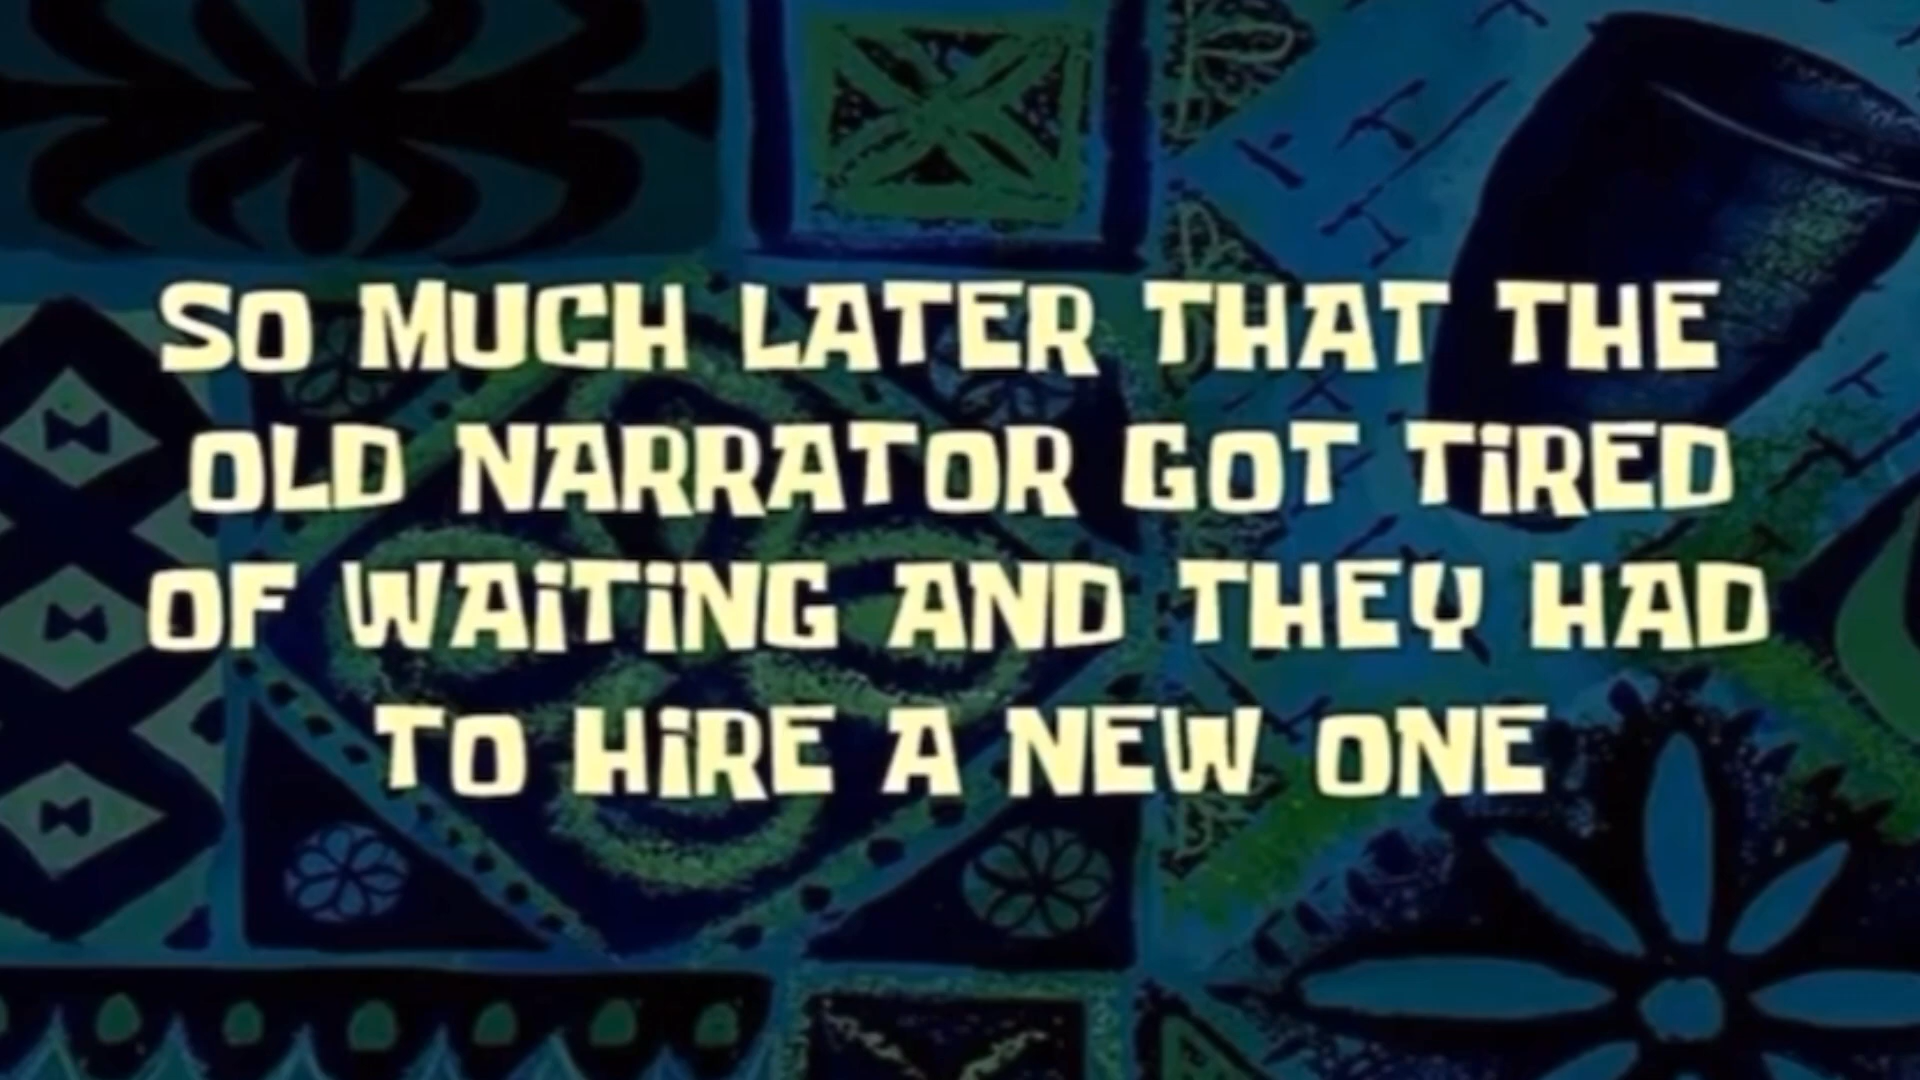 SO MUCH LATER THAT THE
OLD NARRATOR GOT TIRED
OF WAITING AND THEY HAD
TO HIRE A NEW ONE